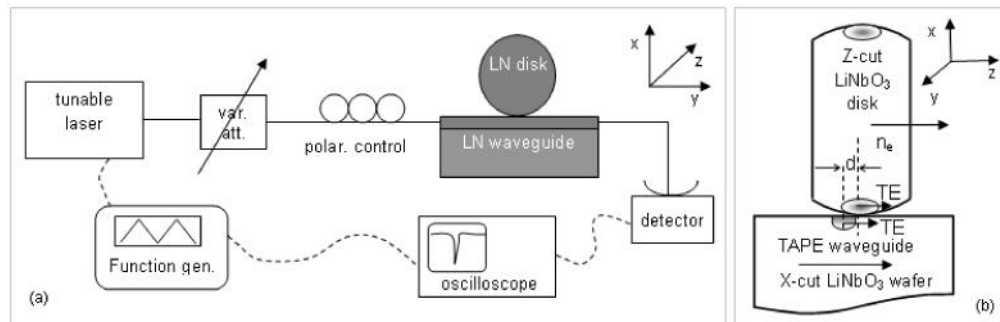 tunable
laser
var.
att.
polar. control
LN disk
LN waveguide
x
z
y
Function gen.
oscilloscope
detector
(a)
Z-cut
LiNbO₃
disk
x
z
y
nₑ
d
TE
TE
TAPE waveguide
X-cut LiNbO₃ wafer
(b)